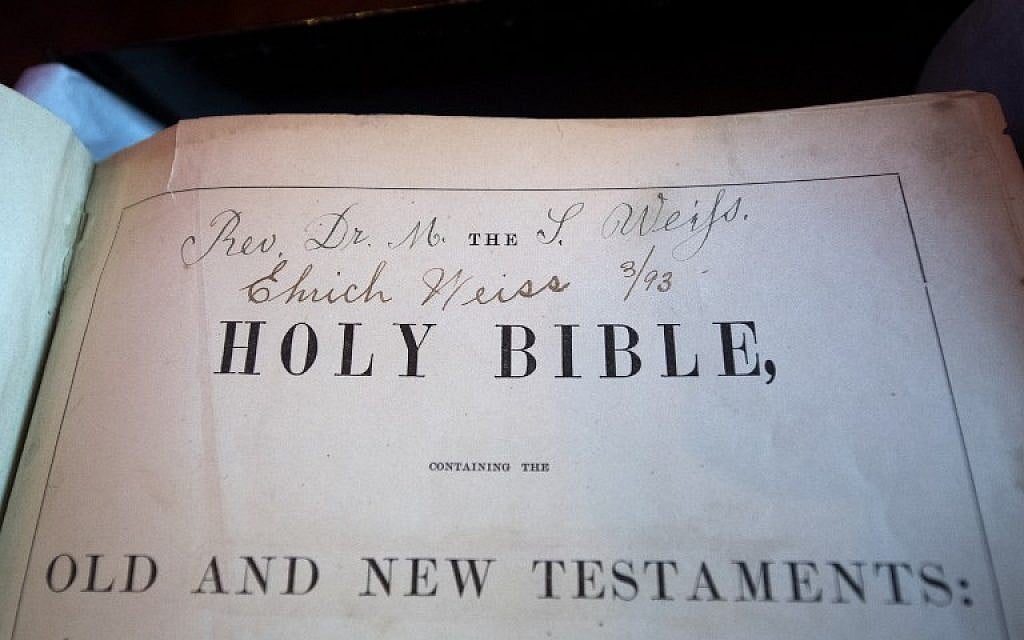 Rev. Dr. M. THE S. Weiſs.
Ehrich Weiss 3/93
HOLY BIBLE,
CONTAINING THE
OLD AND NEW TESTAMENTS: